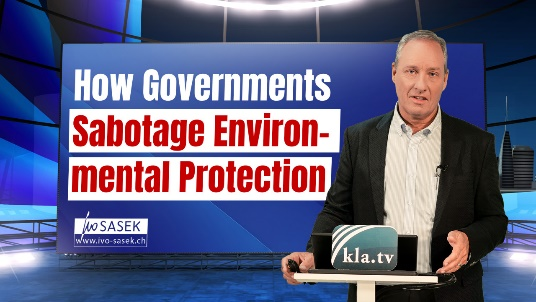 How Governments
Sabotage Environ-
mental Protection
ivo SASEK
www.ivo-sasek.ch
kla.tv